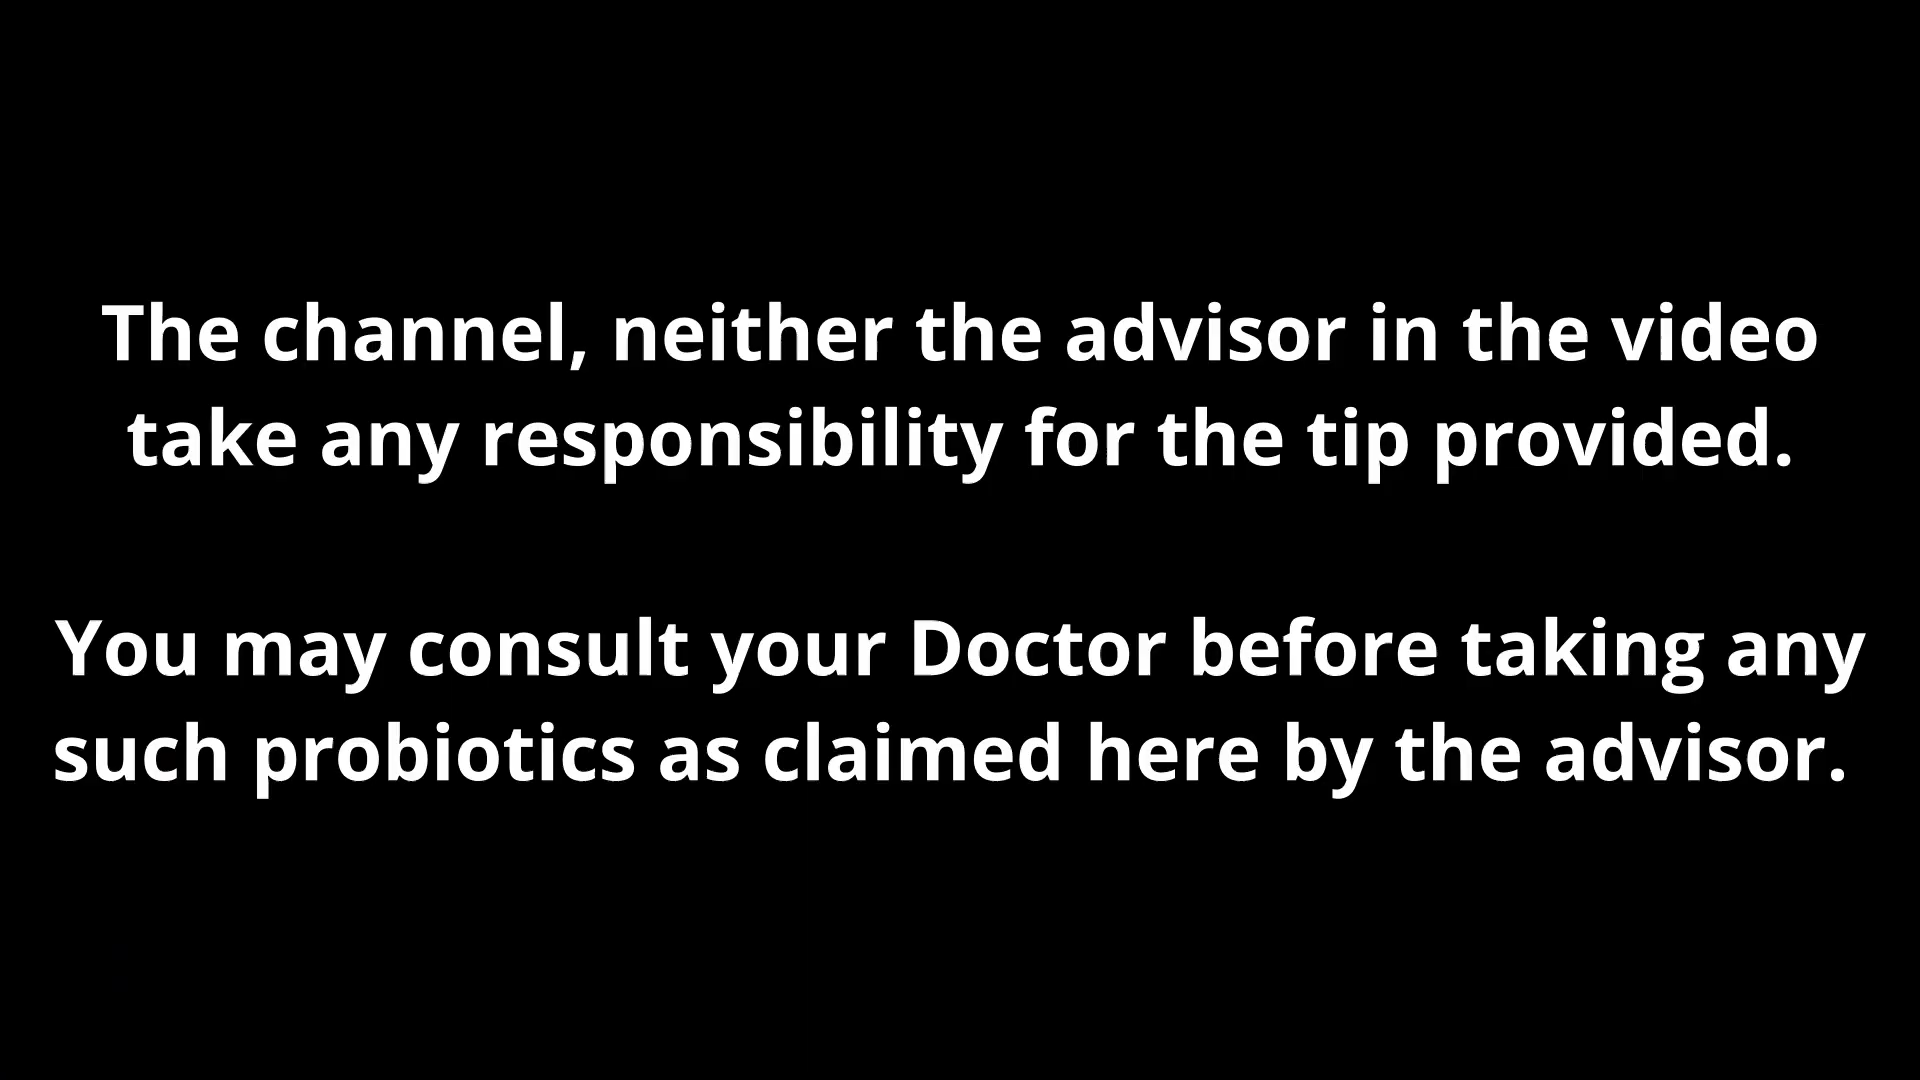 The channel, neither the advisor in the video
take any responsibility for the tip provided.
You may consult your Doctor before taking any
such probiotics as claimed here by the advisor.